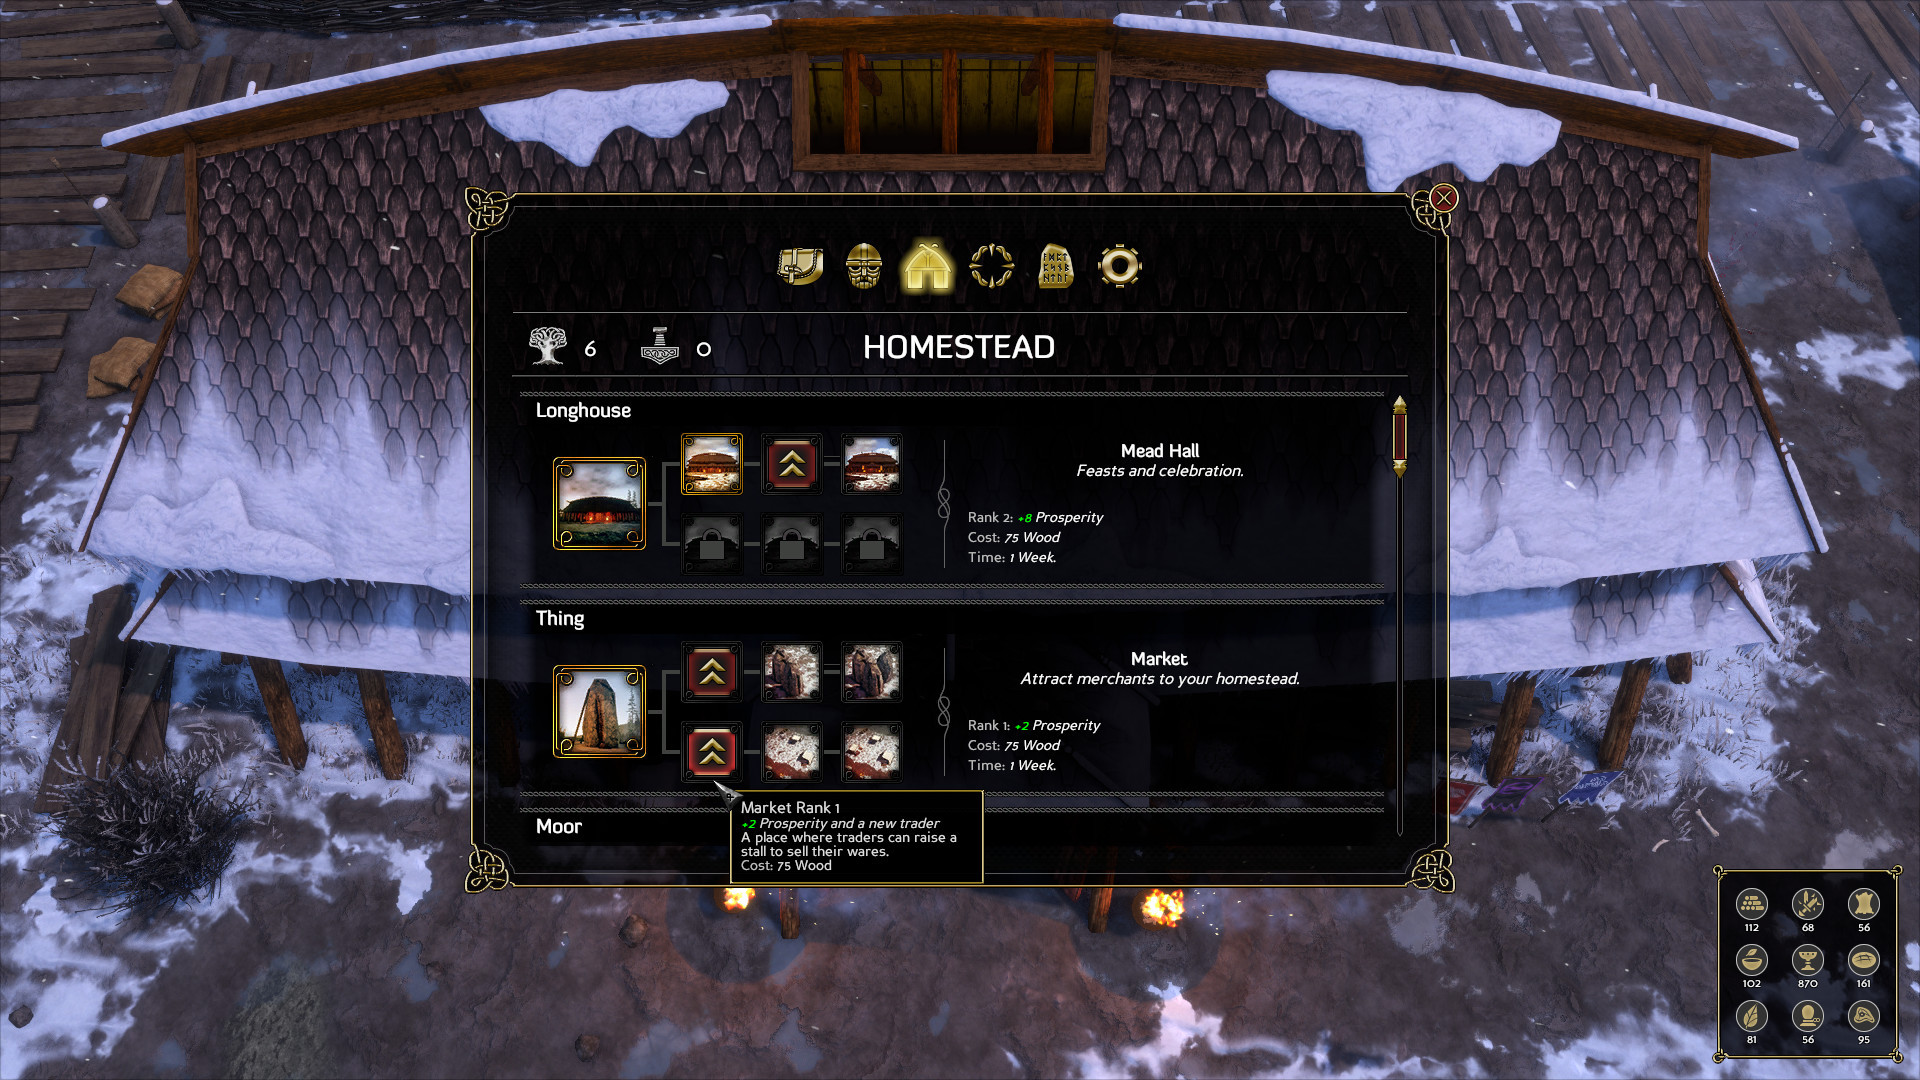 6
0
HOMESTEAD
Longhouse
Mead Hall
Feasts and celebration.
Rank 2: +8 Prosperity
Cost: 75 Wood
Time: 1 Week.
Thing
Market
Attract merchants to your homestead.
Rank 1: +2 Prosperity
Cost: 75 Wood
Time: 1 Week.
Moor
Market Rank 1
+2 Prosperity and a new trader
A place where traders can raise a
stall to sell their wares.
Cost: 75 Wood
112 68 56
102 870 161
81 56 95